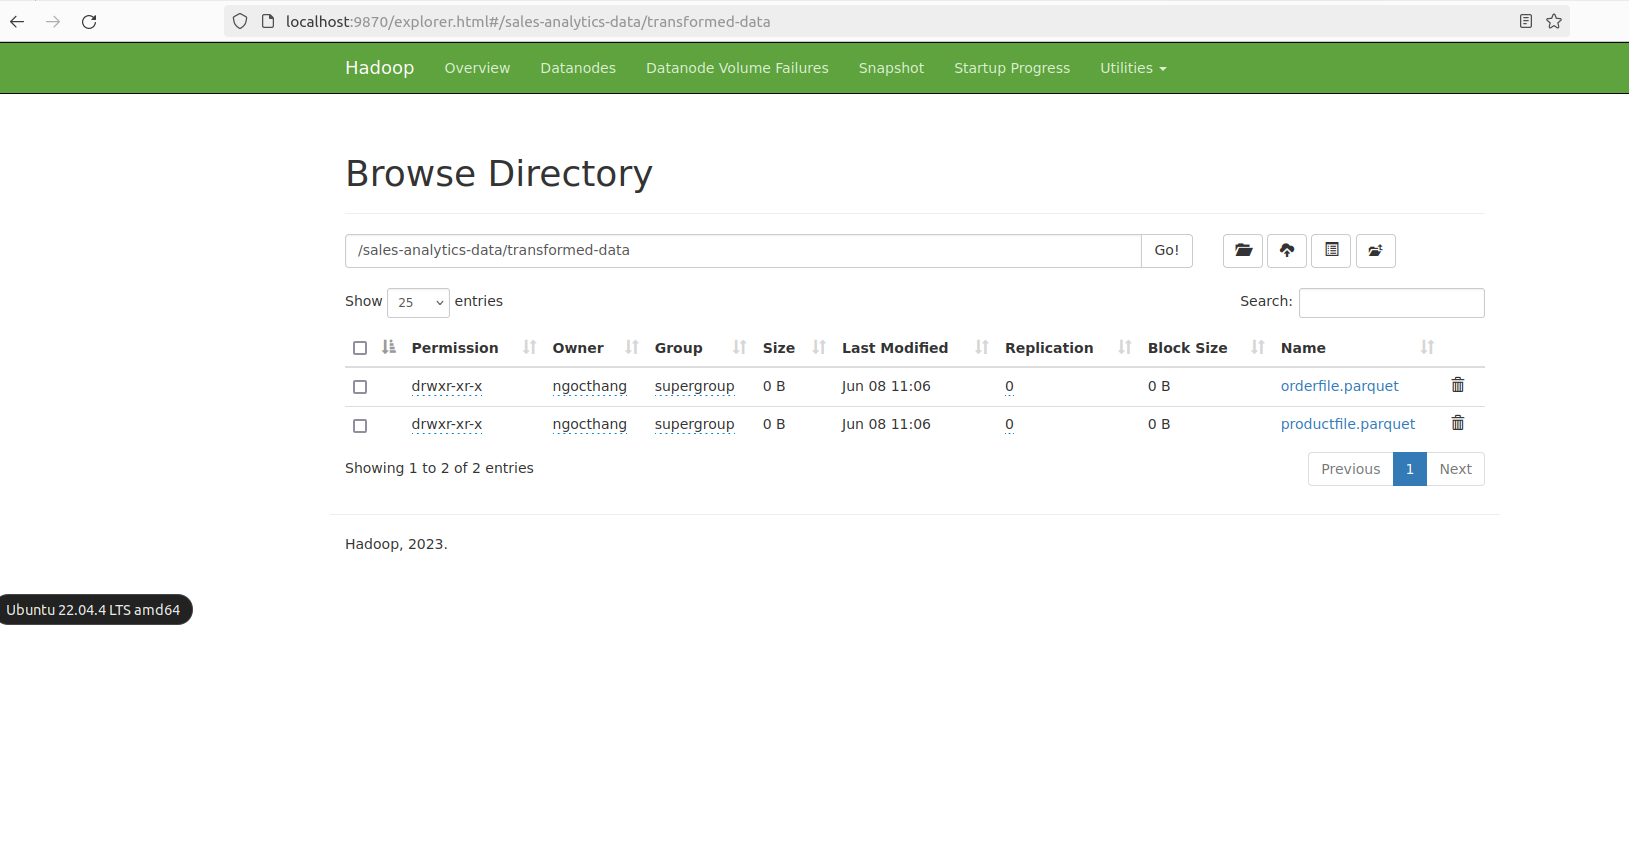 localhost:9870/explorer.html#/sales-analytics-data/transformed-data
Hadoop Overview Datanodes Datanode Volume Failures Snapshot Startup Progress Utilities
Browse Directory
/sales-analytics-data/transformed-data Go!
Show 25 entries Search:
Permission Owner Group Size Last Modified Replication Block Size Name
drwxr-xr-x ngocthang supergroup 0 B Jun 08 11:06 0 0 B orderfile.parquet
drwxr-xr-x ngocthang supergroup 0 B Jun 08 11:06 0 0 B productfile.parquet
Showing 1 to 2 of 2 entries Previous 1 Next
Hadoop, 2023.
Ubuntu 22.04.4 LTS amd64